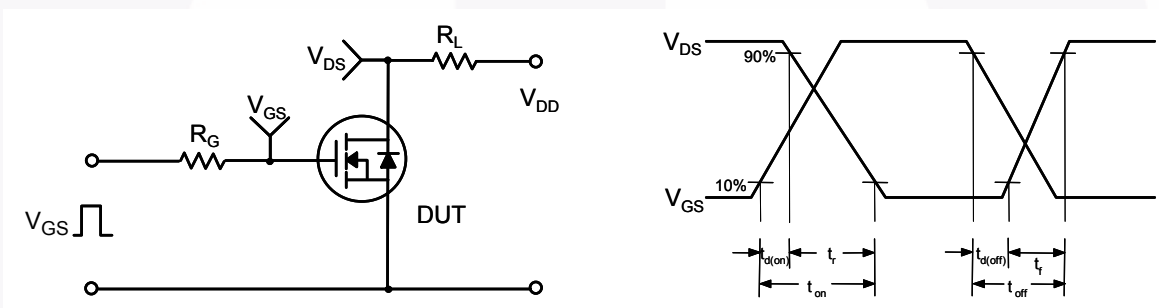 R_L
V_DS
V_DD
V_GS
R_G
V_GS
DUT
V_DS
90%
10%
V_GS
t_d(on) t_r t_d(off) t_f
t_on t_off